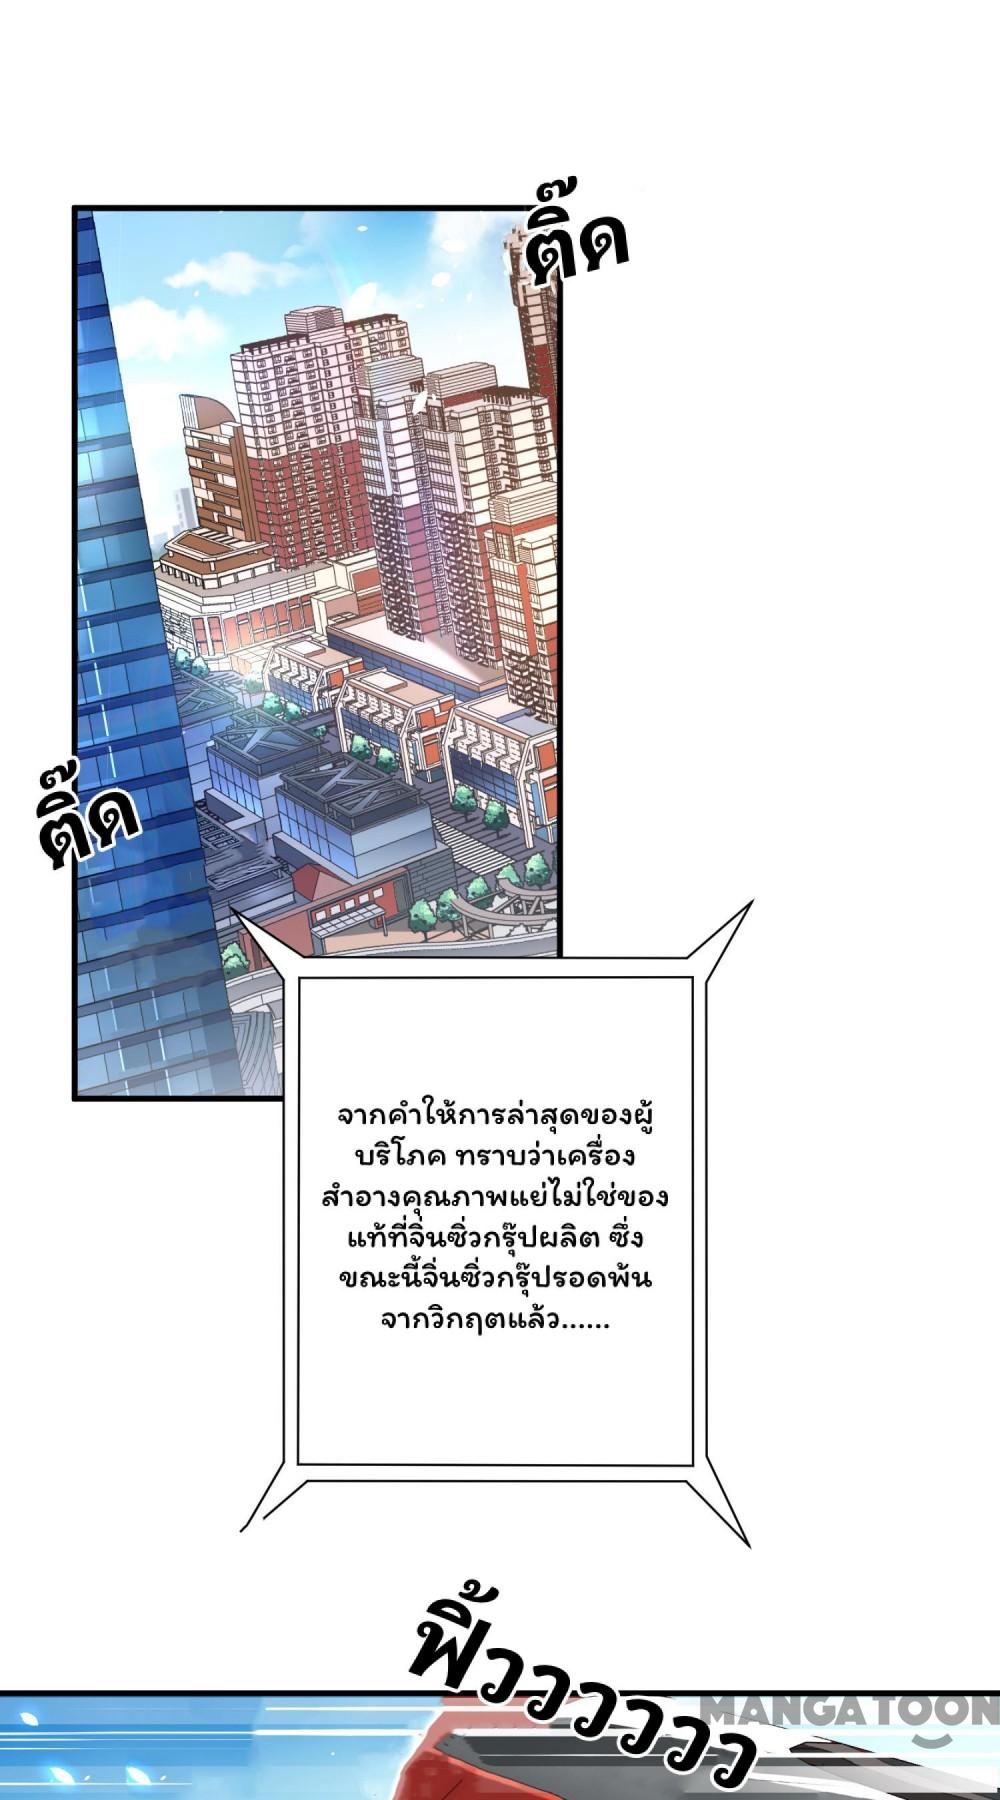 ติ๊ด
ติ๊ด
จากคำให้การล่าสุดของผู้
บริโภค ทราบว่าเครื่อง
สำอางคุณภาพแย่ไม่ใช่ของ
แท้ที่จิ่นซิ่วกรุ๊ปผลิต ซึ่ง
ขณะนี้จิ่นซิ่วกรุ๊ปรอดพ้น
จากวิกฤตแล้ว......
ฟิ้ววววววว
MANGATOON